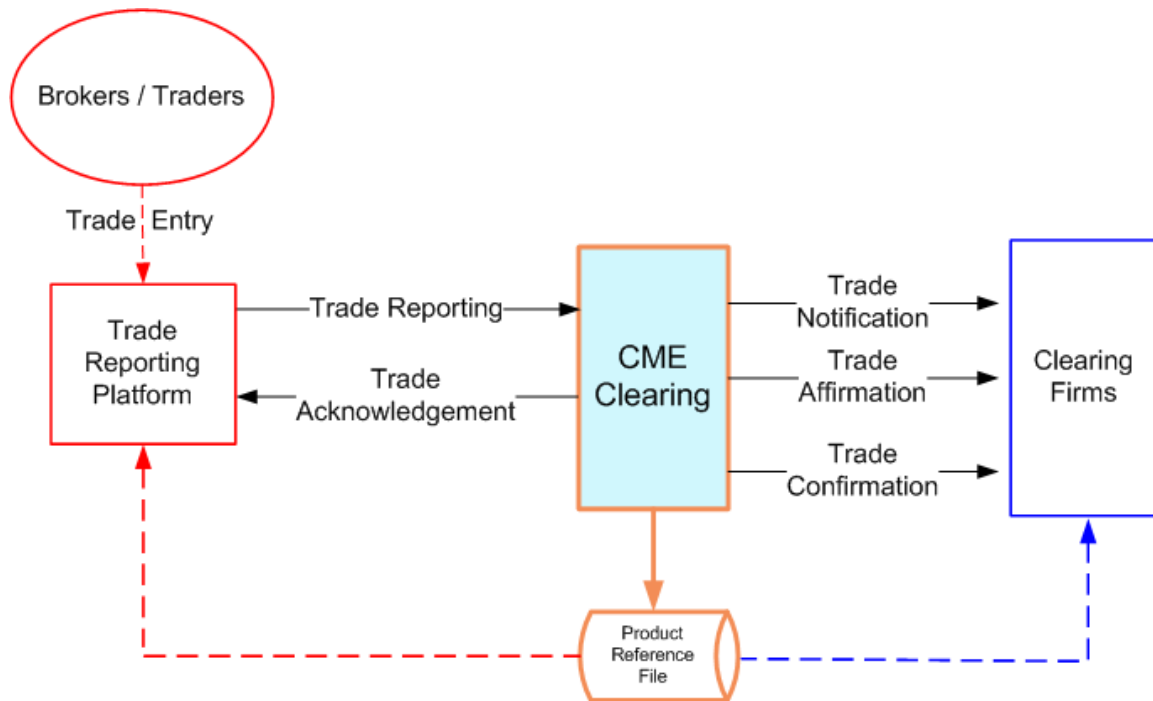 Brokers / Traders
Trade Entry
Trade
Reporting
Platform
Trade Reporting
Trade
Acknowledgement
CME
Clearing
Trade
Notification
Trade
Affirmation
Trade
Confirmation
Clearing
Firms
Product
Reference
File